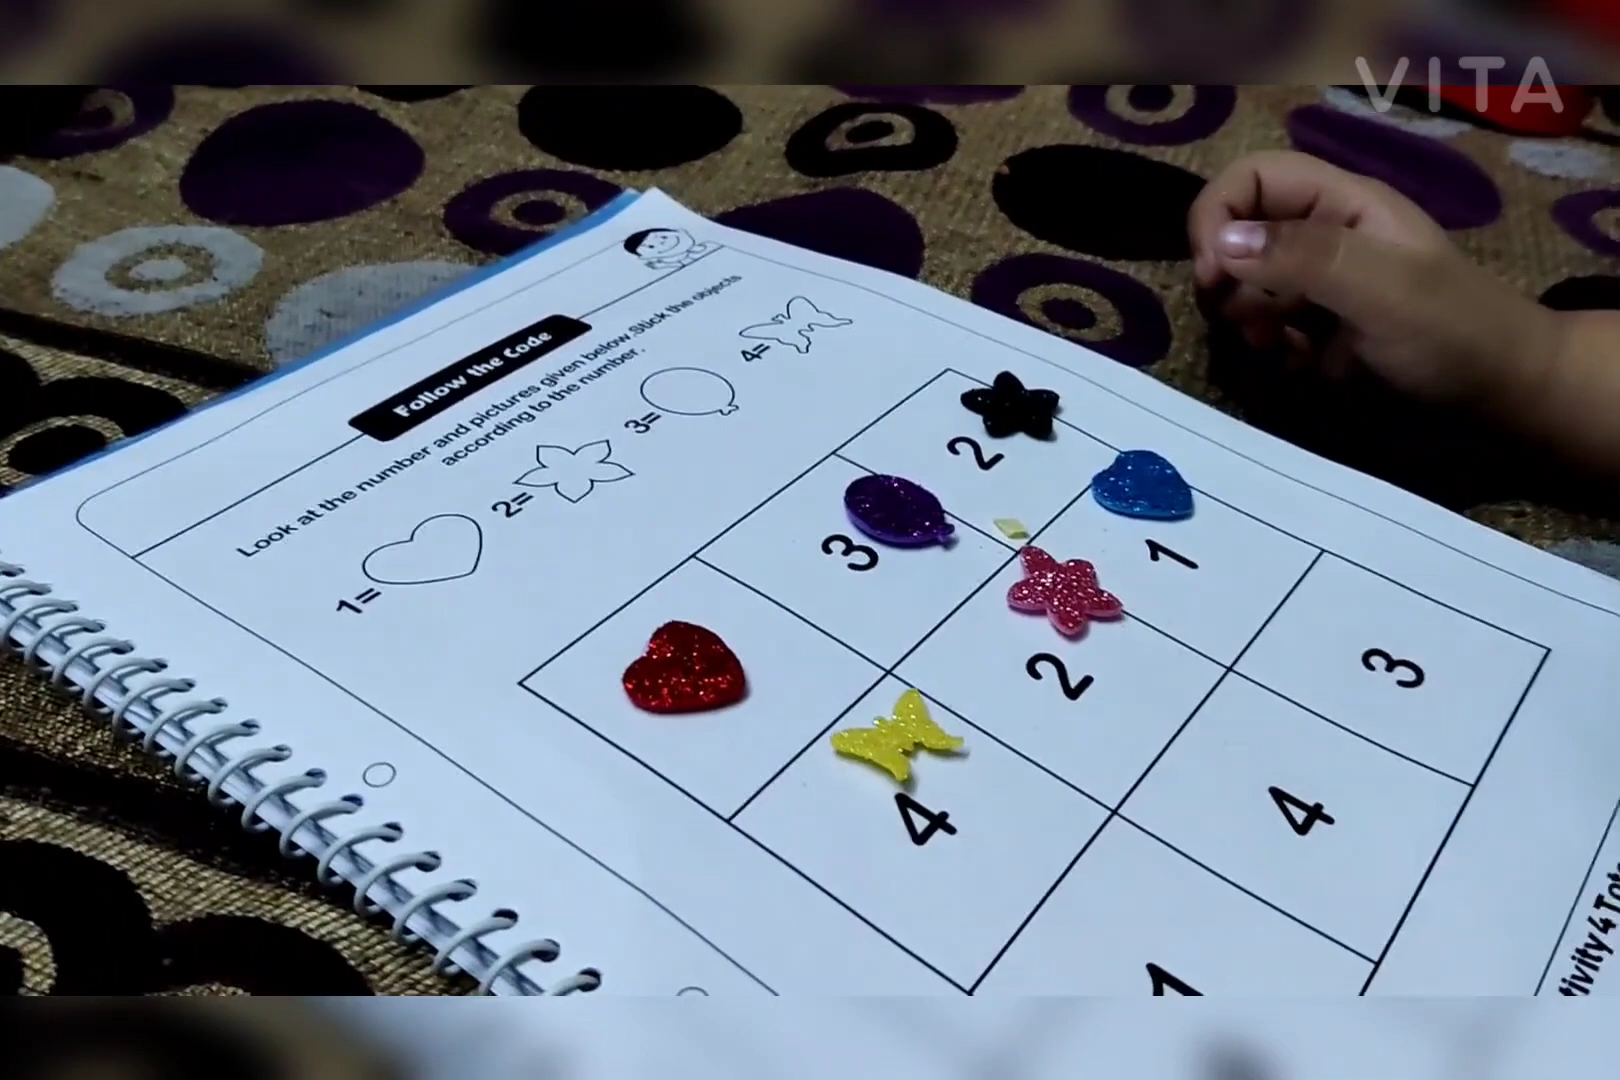 VITA
Follow the Code
Look at the number and pictures given below.Stick the objects
according to the number.
1= 2= 3= 4=
3 2
4 2 1
1 4 3
tivity 4 Tot